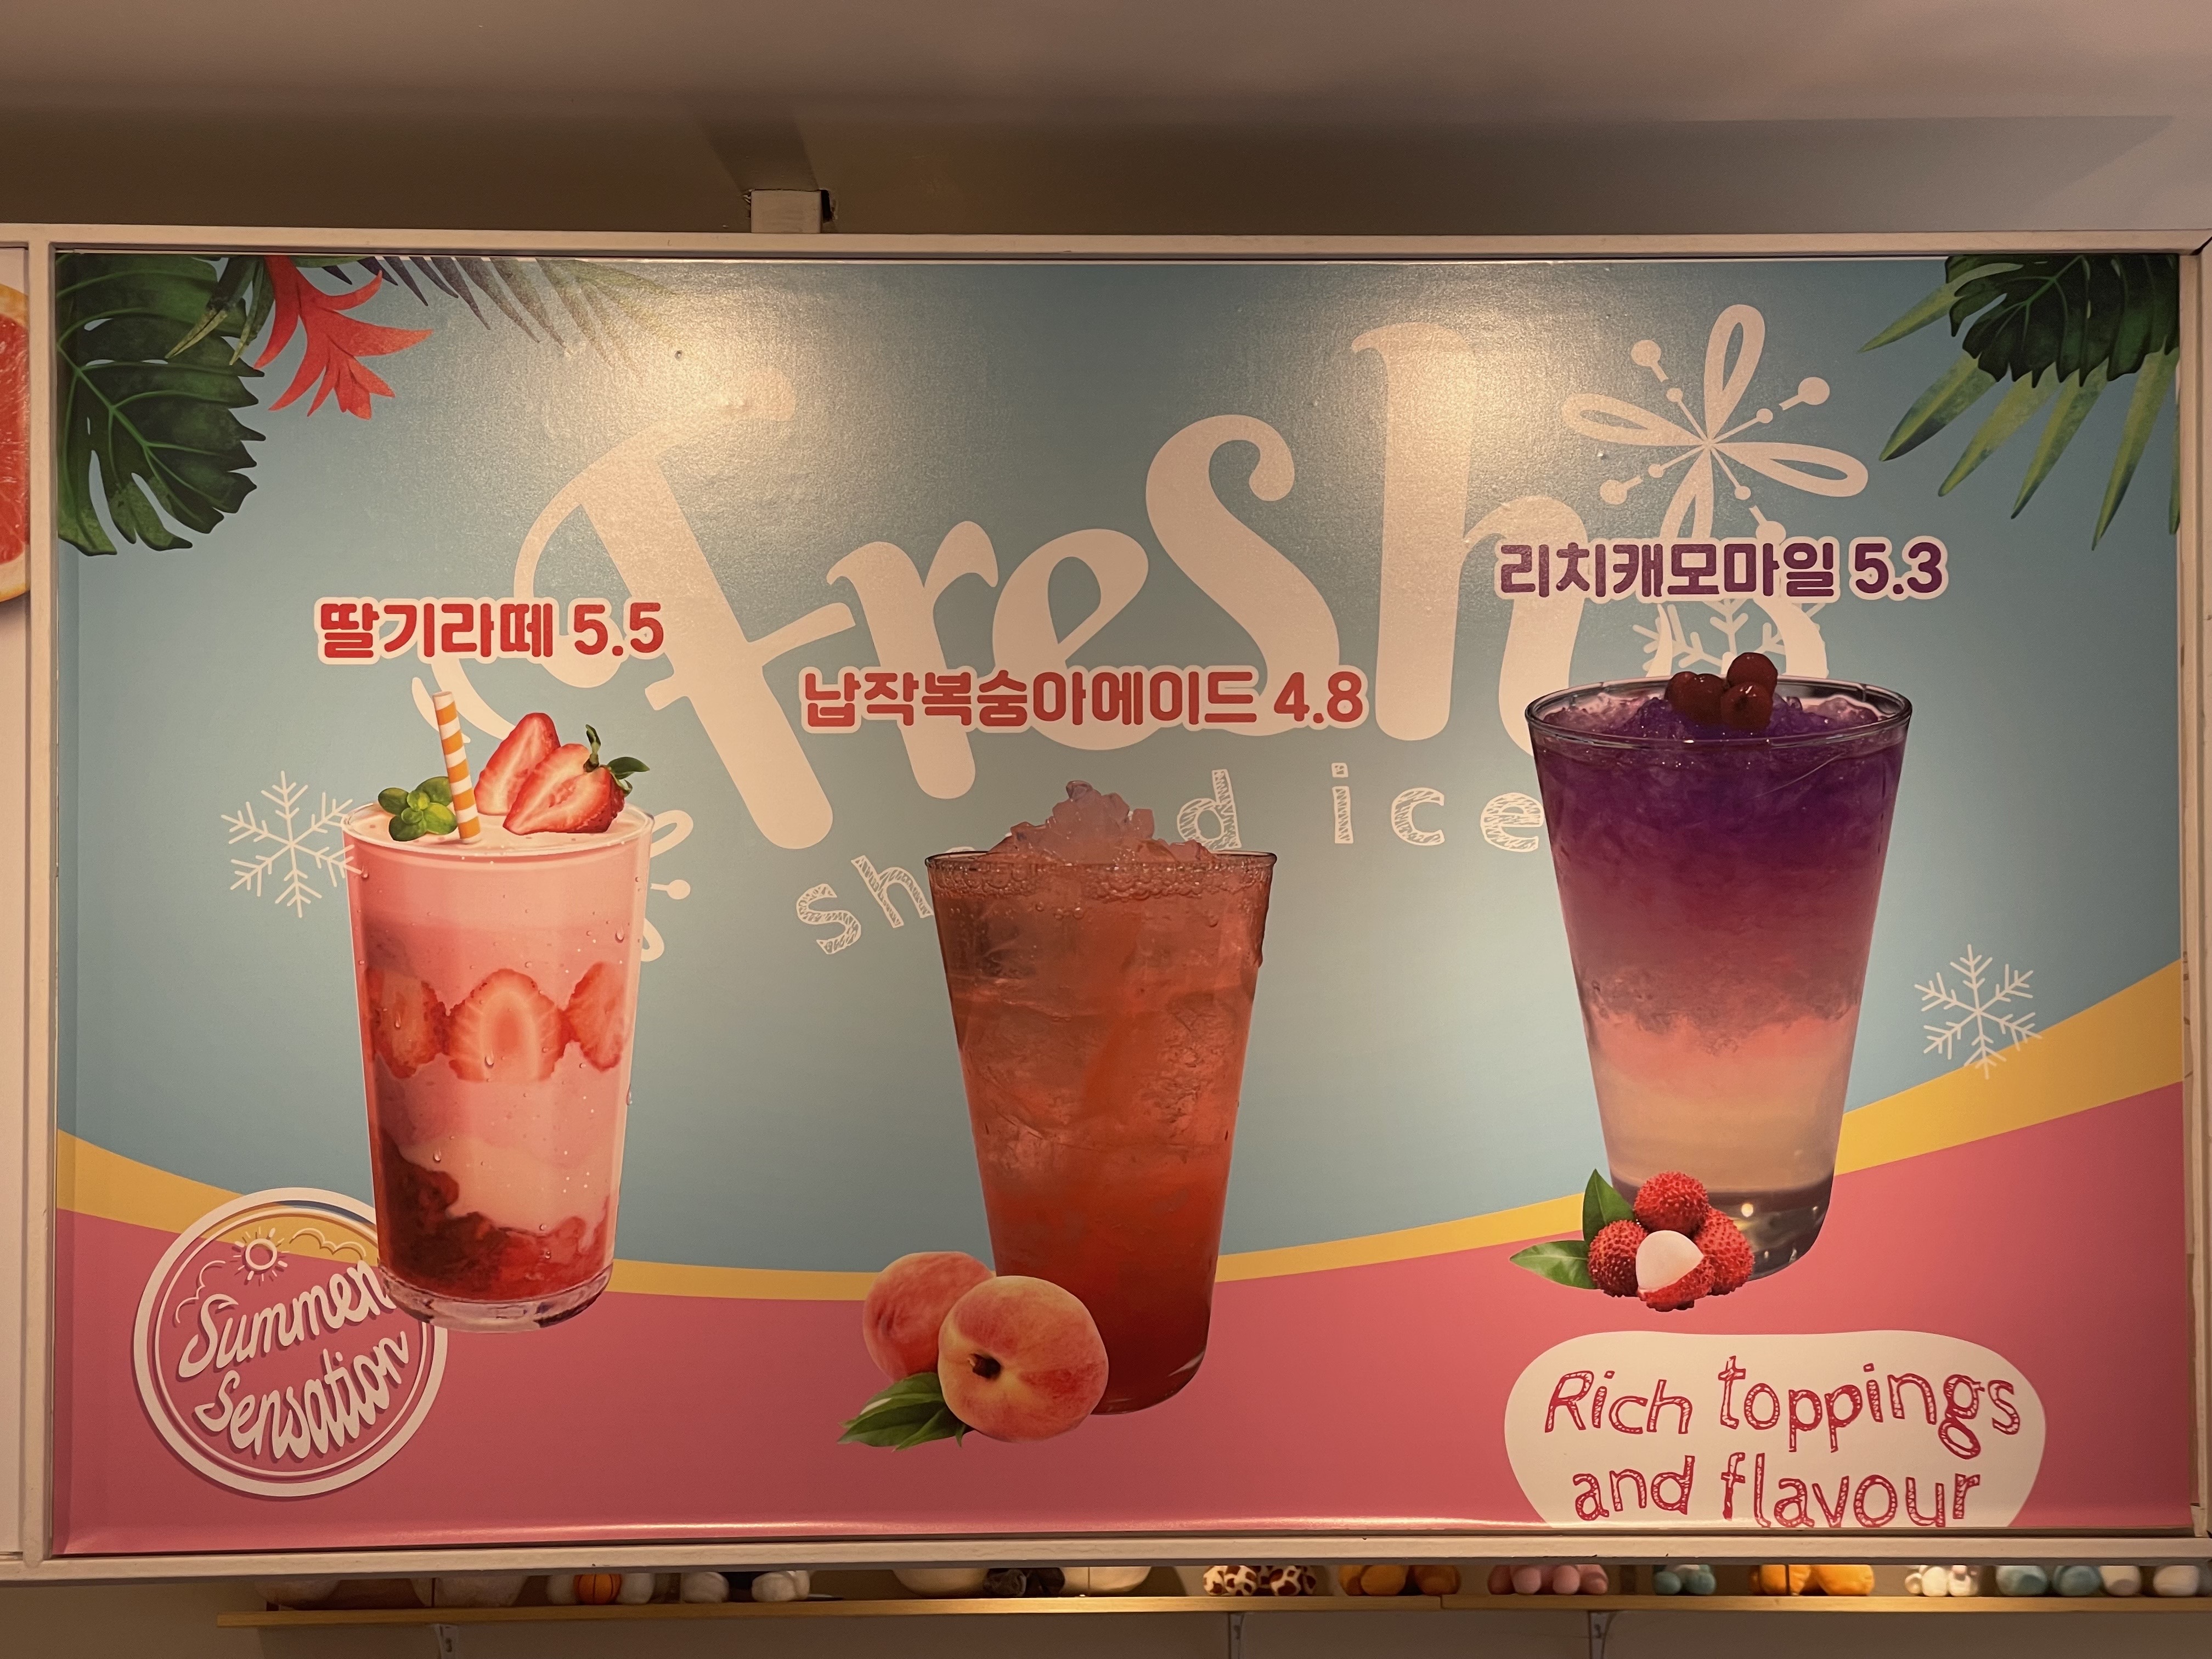 Fresh
딸기라떼 5.5
납작복숭아에이드 4.8
리치캐모마일 5.3
ice
Summer
Sensation
Rich toppings
and flavour